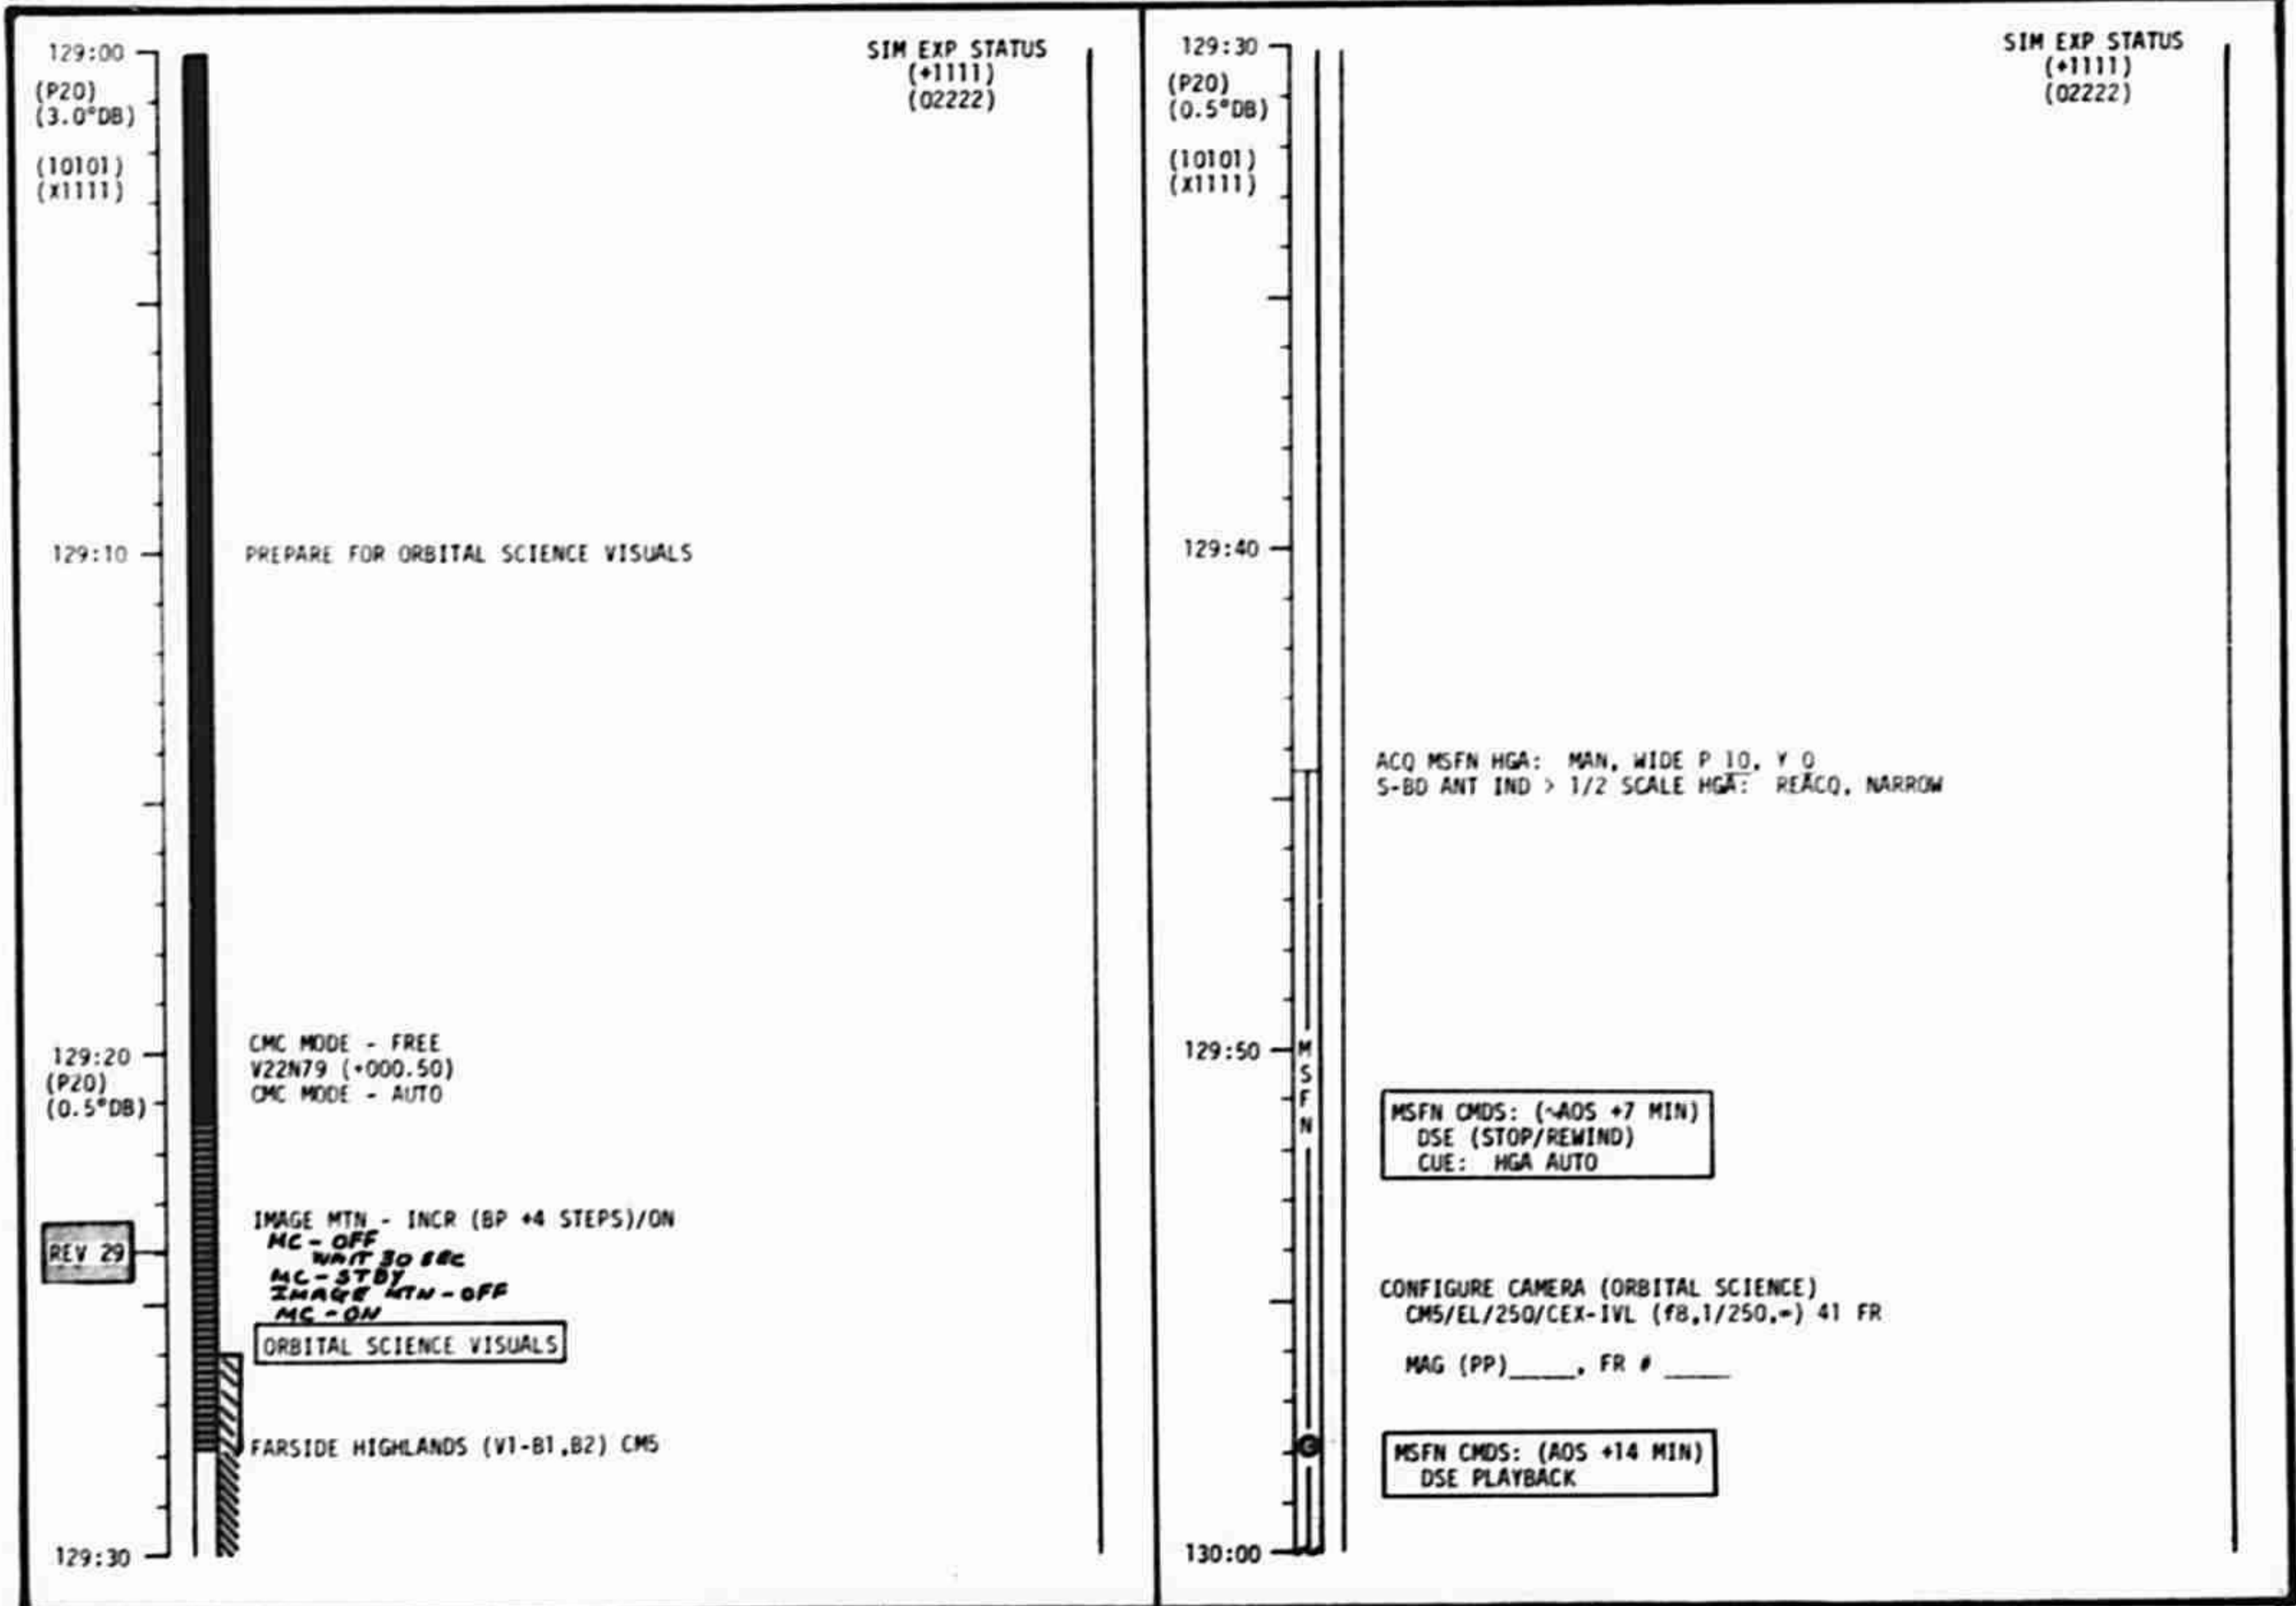 129:00
(P20)
(3.0°DB)
(10101)
(X1111)
SIM EXP STATUS
(+1111)
(02222)
129:10
PREPARE FOR ORBITAL SCIENCE VISUALS
129:20
(P20)
(0.5°DB)
CMC MODE - FREE
V22N79 (+000.50)
CMC MODE - AUTO
IMAGE MTN - INCR (BP +4 STEPS)/ON
MC - OFF
WAIT 30 SEC
MC - STBY
IMAGE MTN - OFF
MC - ON
REV 29
ORBITAL SCIENCE VISUALS
FARSIDE HIGHLANDS (V1-B1,B2) CM5
129:30
129:30
(P20)
(0.5°DB)
(10101)
(X1111)
SIM EXP STATUS
(+1111)
(02222)
129:40
ACQ MSFN HGA: MAN, WIDE P 10, Y 0
S-BD ANT IND > 1/2 SCALE HGA: REACQ, NARROW
129:50
MSFN
MSFN CMDS: (~AOS +7 MIN)
DSE (STOP/REWIND)
CUE: HGA AUTO
CONFIGURE CAMERA (ORBITAL SCIENCE)
CM5/EL/250/CEX-IVL (f8,1/250,∞) 41 FR
MAG (PP)_____, FR # _____
MSFN CMDS: (AOS +14 MIN)
DSE PLAYBACK
130:00